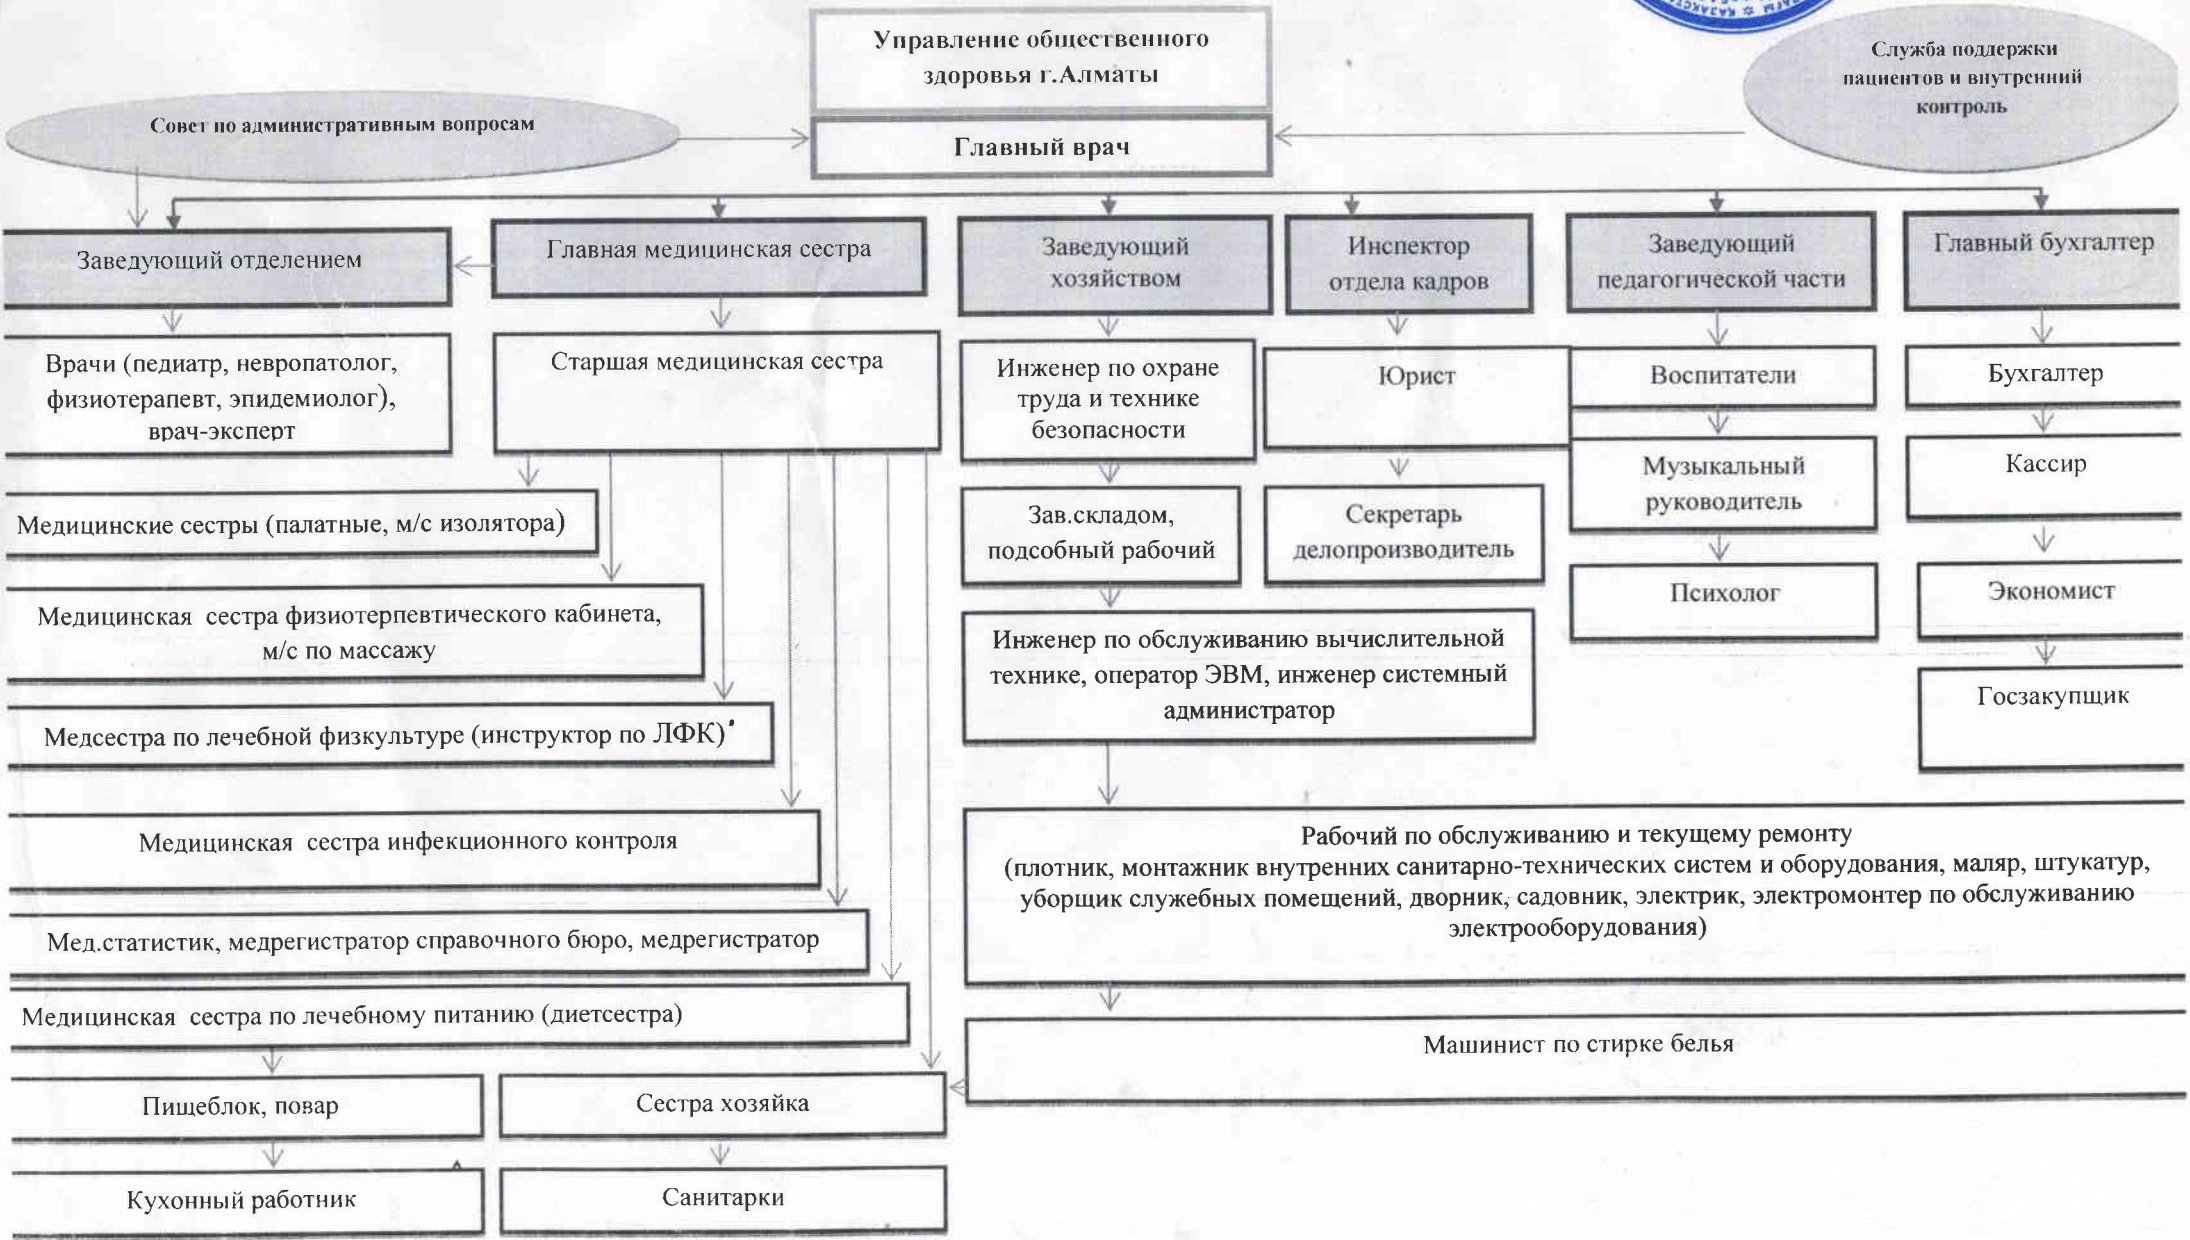 Управление общественного
здоровья г.Алматы
Служба поддержки
пациентов и внутренний
контроль
Совет по административным вопросам
Главный врач
Заведующий отделением
Главная медицинская сестра
Заведующий
хозяйством
Инспектор
отдела кадров
Заведующий
педагогической части
Главный бухгалтер
Врачи (педиатр, невропатолог,
физиотерапевт, эпидемиолог),
врач-эксперт
Старшая медицинская сестра
Инженер по охране
труда и технике
безопасности
Юрист
Воспитатели
Бухгалтер
Музыкальный
руководитель
Кассир
Медицинские сестры (палатные, м/с изолятора)
Зав.складом,
подсобный рабочий
Секретарь
делопроизводитель
Психолог
Экономист
Медицинская сестра физиотерпевтического кабинета,
м/с по массажу
Инженер по обслуживанию вычислительной
технике, оператор ЭВМ, инженер системный
администратор
Госзакупщик
Медсестра по лечебной физкультуре (инструктор по ЛФК)
Медицинская сестра инфекционного контроля
Рабочий по обслуживанию и текущему ремонту
(плотник, монтажник внутренних санитарно-технических систем и оборудования, маляр, штукатур,
уборщик служебных помещений, дворник, садовник, электрик, электромонтер по обслуживанию
электрооборудования)
Мед.статистик, медрегистратор справочного бюро, медрегистратор
Медицинская сестра по лечебному питанию (диетсестра)
Машинист по стирке белья
Пищеблок, повар
Сестра хозяйка
Кухонный работник
Санитарки